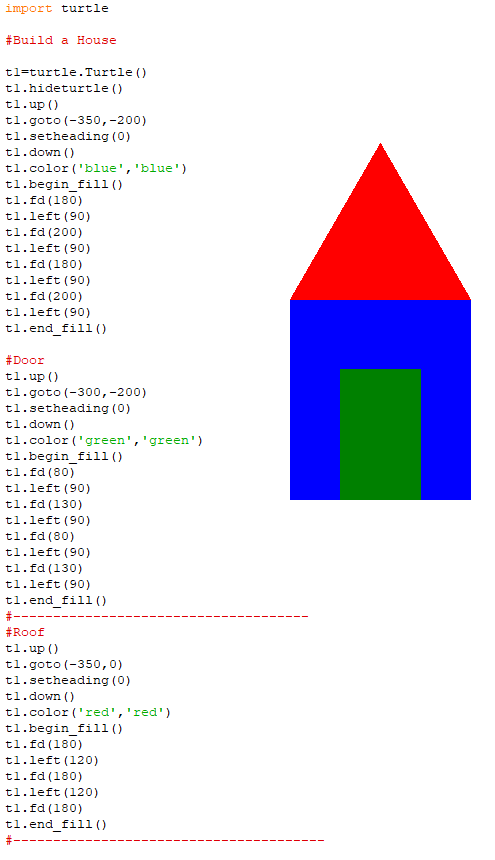 import turtle
#Build a House
t1=turtle.Turtle()
t1.hideturtle()
t1.up()
t1.goto(-350,-200)
t1.setheading(0)
t1.down()
t1.color('blue','blue')
t1.begin_fill()
t1.fd(180)
t1.left(90)
t1.fd(200)
t1.left(90)
t1.fd(180)
t1.left(90)
t1.fd(200)
t1.left(90)
t1.end_fill()
#Door
t1.up()
t1.goto(-300,-200)
t1.setheading(0)
t1.down()
t1.color('green','green')
t1.begin_fill()
t1.fd(80)
t1.left(90)
t1.fd(130)
t1.left(90)
t1.fd(80)
t1.left(90)
t1.fd(130)
t1.left(90)
t1.end_fill()
#-------------------------------------
#Roof
t1.up()
t1.goto(-350,0)
t1.setheading(0)
t1.down()
t1.color('red','red')
t1.begin_fill()
t1.fd(180)
t1.left(120)
t1.fd(180)
t1.left(120)
t1.fd(180)
t1.end_fill()
#---------------------------------------